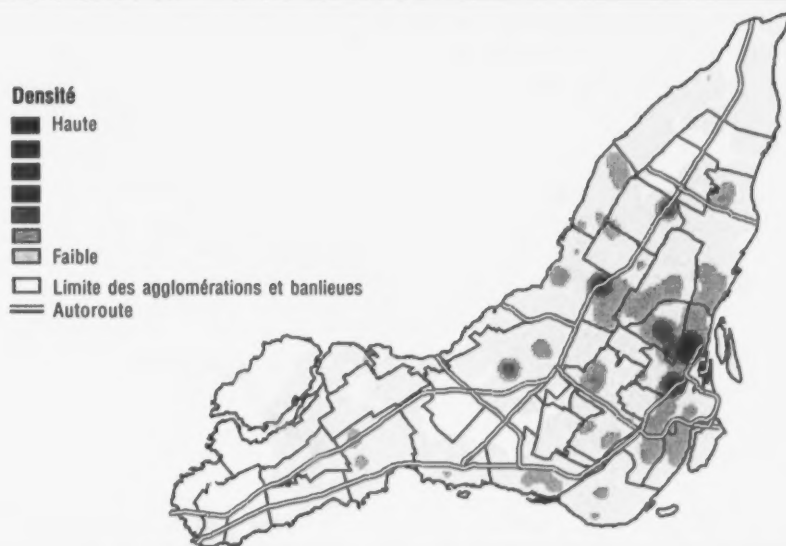 Densité
Haute
Faible
Limite des agglomérations et banlieues
Autoroute